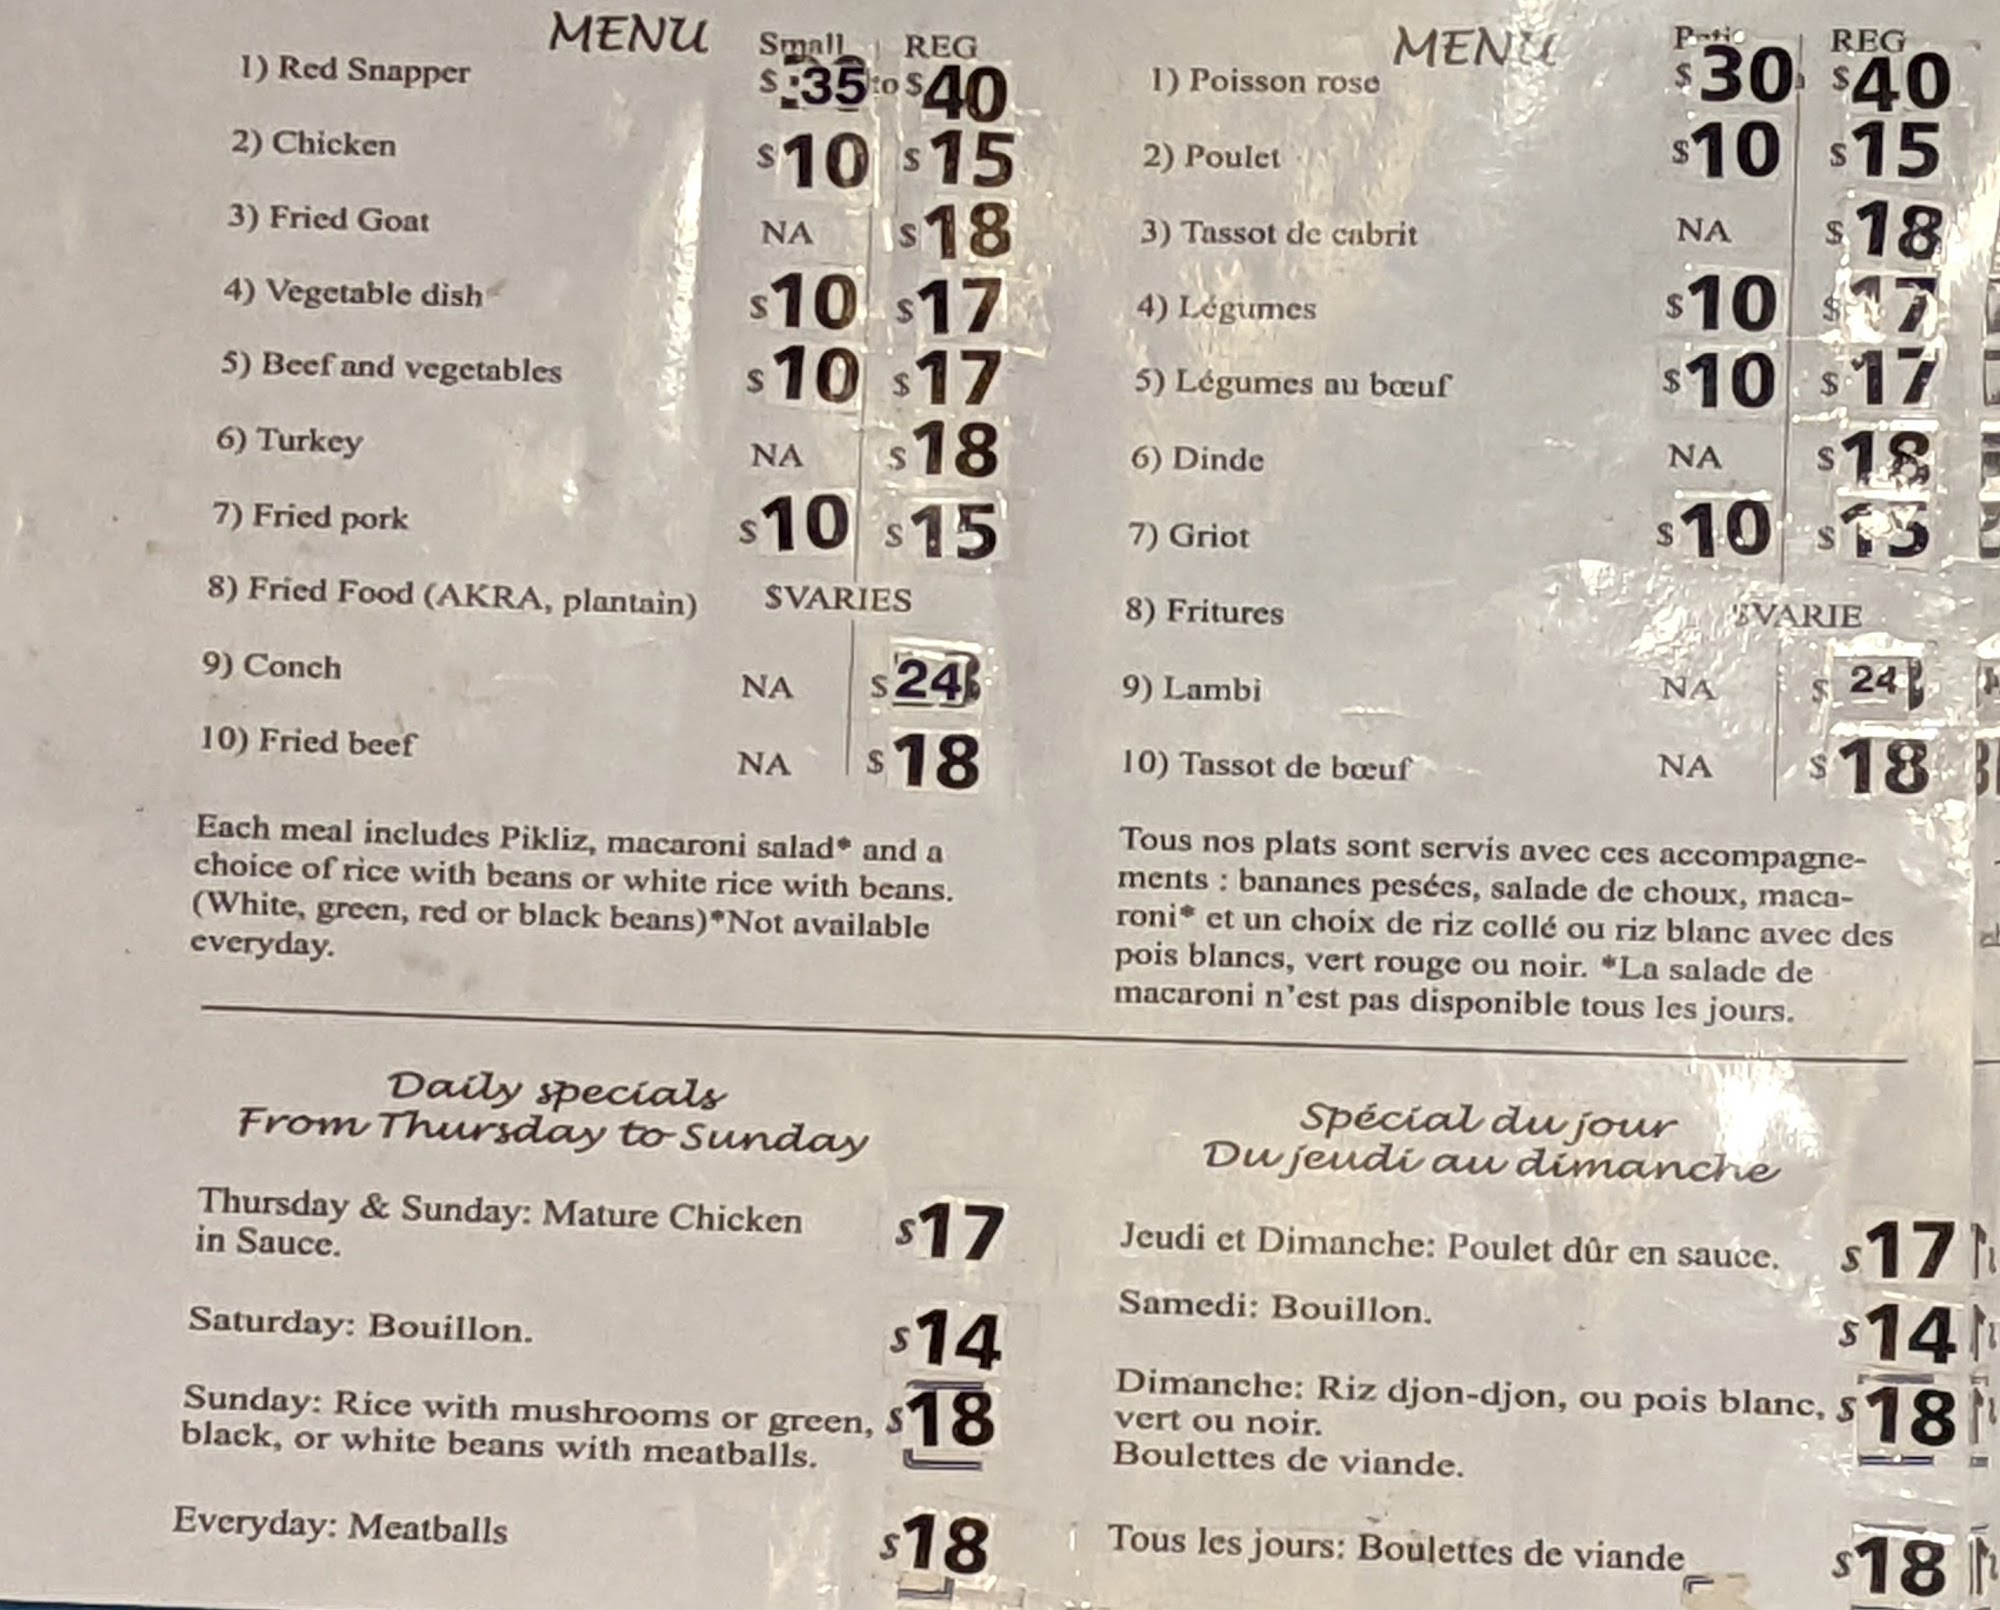 MENU Small REG
1) Red Snapper $ 35 to $40
2) Chicken $10 $15
3) Fried Goat NA $18
4) Vegetable dish $10 $17
5) Beef and vegetables $10 $17
6) Turkey NA $18
7) Fried pork $10 $15
8) Fried Food (AKRA, plantain) $VARIES
9) Conch NA $24
10) Fried beef NA $18
Each meal includes Pikliz, macaroni salad* and a
choice of rice with beans or white rice with beans.
(White, green, red or black beans)*Not available
everyday.
MENU REG
1) Poisson rose $30 $40
2) Poulet $10 $15
3) Tassot de cabrit NA $18
4) Légumes $10 $17
5) Légumes au bœuf $10 $17
6) Dinde NA $18
7) Griot $10 $15
8) Fritures $VARIE
9) Lambi NA $ 24
10) Tassot de bœuf NA $18
Tous nos plats sont servis avec ces accompagne-
ments : bananes pesées, salade de choux, maca-
roni* et un choix de riz collé ou riz blanc avec des
pois blancs, vert rouge ou noir. *La salade de
macaroni n'est pas disponible tous les jours.
Daily specials
From Thursday to Sunday
Thursday & Sunday: Mature Chicken $17
in Sauce.
Saturday: Bouillon. $14
Sunday: Rice with mushrooms or green, $18
black, or white beans with meatballs.
Everyday: Meatballs $18
Spécial du jour
Du jeudi au dimanche
Jeudi et Dimanche: Poulet dûr en sauce. $17
Samedi: Bouillon. $14
Dimanche: Riz djon-djon, ou pois blanc, $18
vert ou noir.
Boulettes de viande.
Tous les jours: Boulettes de viande $18